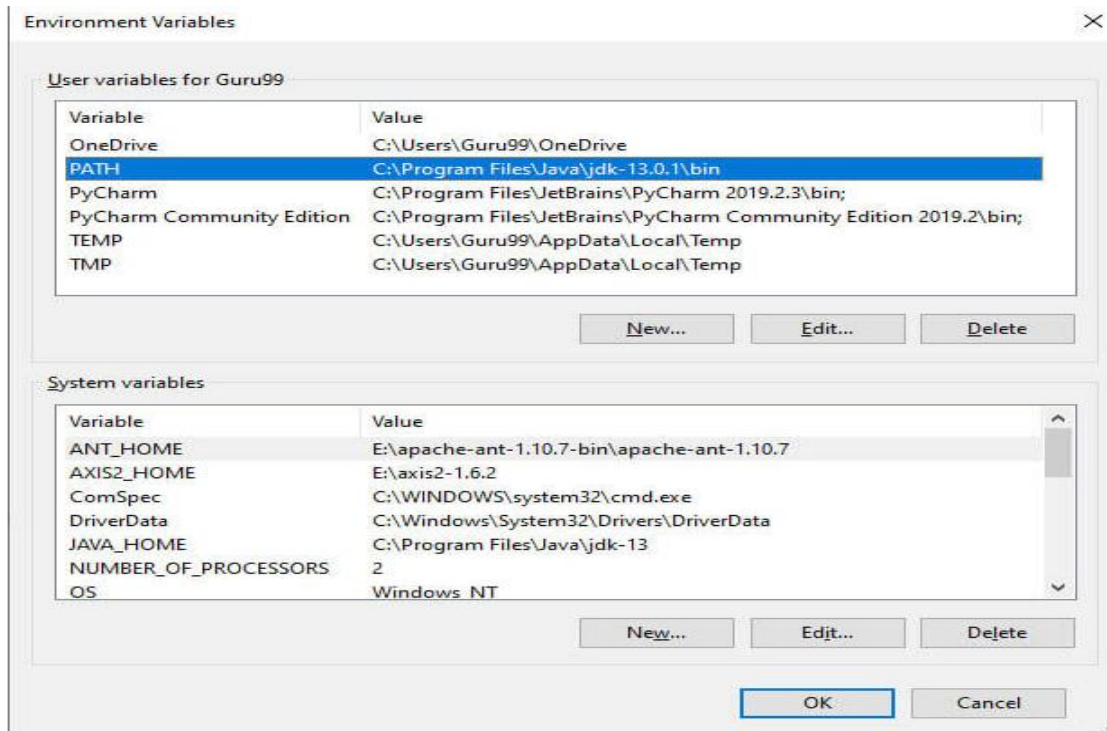 Environment Variables
User variables for Guru99
Variable Value
OneDrive C:\Users\Guru99\OneDrive
PATH C:\Program Files\Java\jdk-13.0.1\bin
PyCharm C:\Program Files\JetBrains\PyCharm 2019.2.3\bin;
PyCharm Community Edition C:\Program Files\JetBrains\PyCharm Community Edition 2019.2\bin;
TEMP C:\Users\Guru99\AppData\Local\Temp
TMP C:\Users\Guru99\AppData\Local\Temp
New... Edit... Delete
System variables
Variable Value
ANT_HOME E:\apache-ant-1.10.7-bin\apache-ant-1.10.7
AXIS2_HOME E:\axis2-1.6.2
ComSpec C:\WINDOWS\system32\cmd.exe
DriverData C:\Windows\System32\Drivers\DriverData
JAVA_HOME C:\Program Files\Java\jdk-13
NUMBER_OF_PROCESSORS 2
OS Windows NT
New... Edit... Delete
OK Cancel